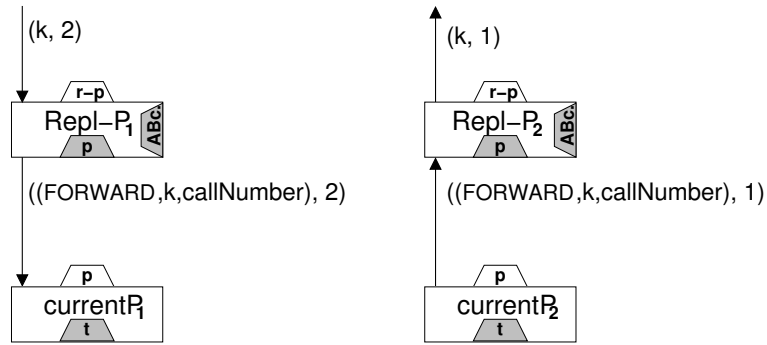 (k, 2)
(k, 1)
r–p
r–p
Repl–P1
ABc.
Repl–P2
ABc.
p
p
((FORWARD,k,callNumber), 2)
((FORWARD,k,callNumber), 1)
p
p
currentP1
currentP2
t
t